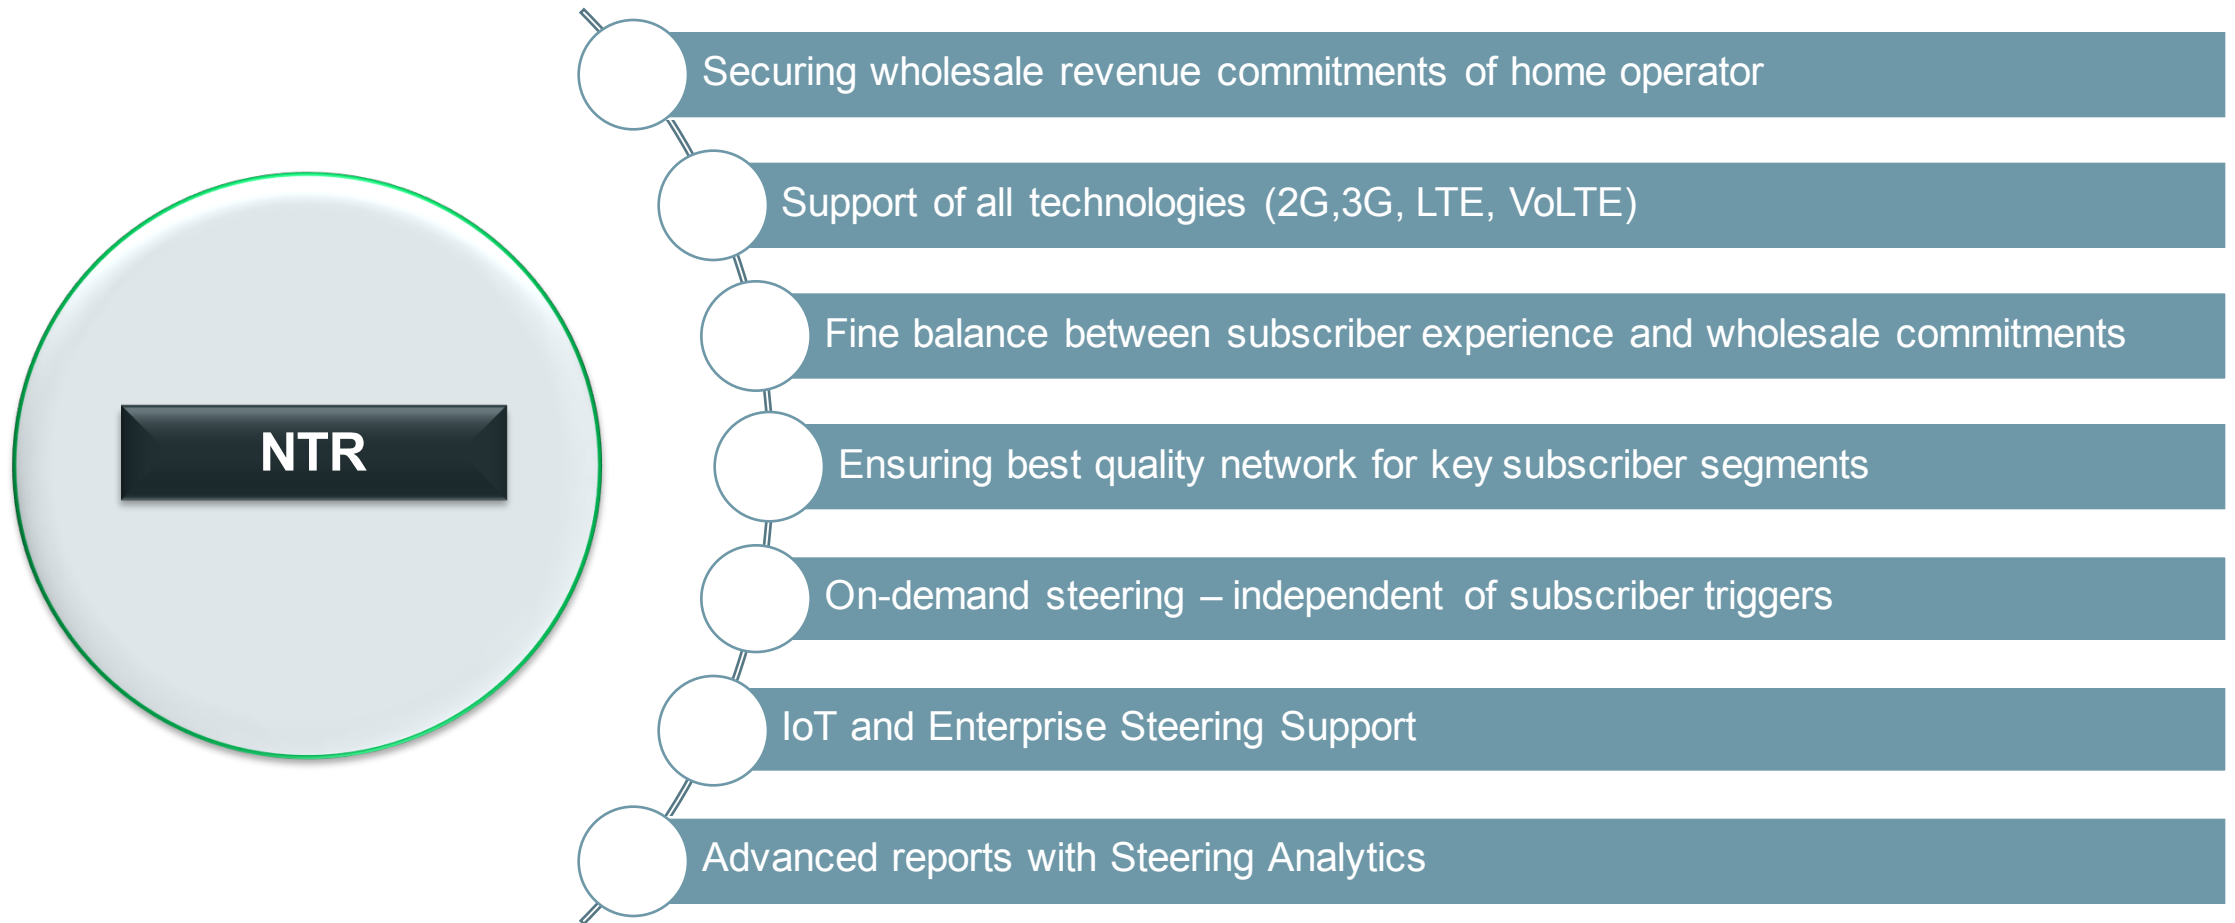 NTR
Securing wholesale revenue commitments of home operator
Support of all technologies (2G,3G, LTE, VoLTE)
Fine balance between subscriber experience and wholesale commitments
Ensuring best quality network for key subscriber segments
On-demand steering – independent of subscriber triggers
IoT and Enterprise Steering Support
Advanced reports with Steering Analytics